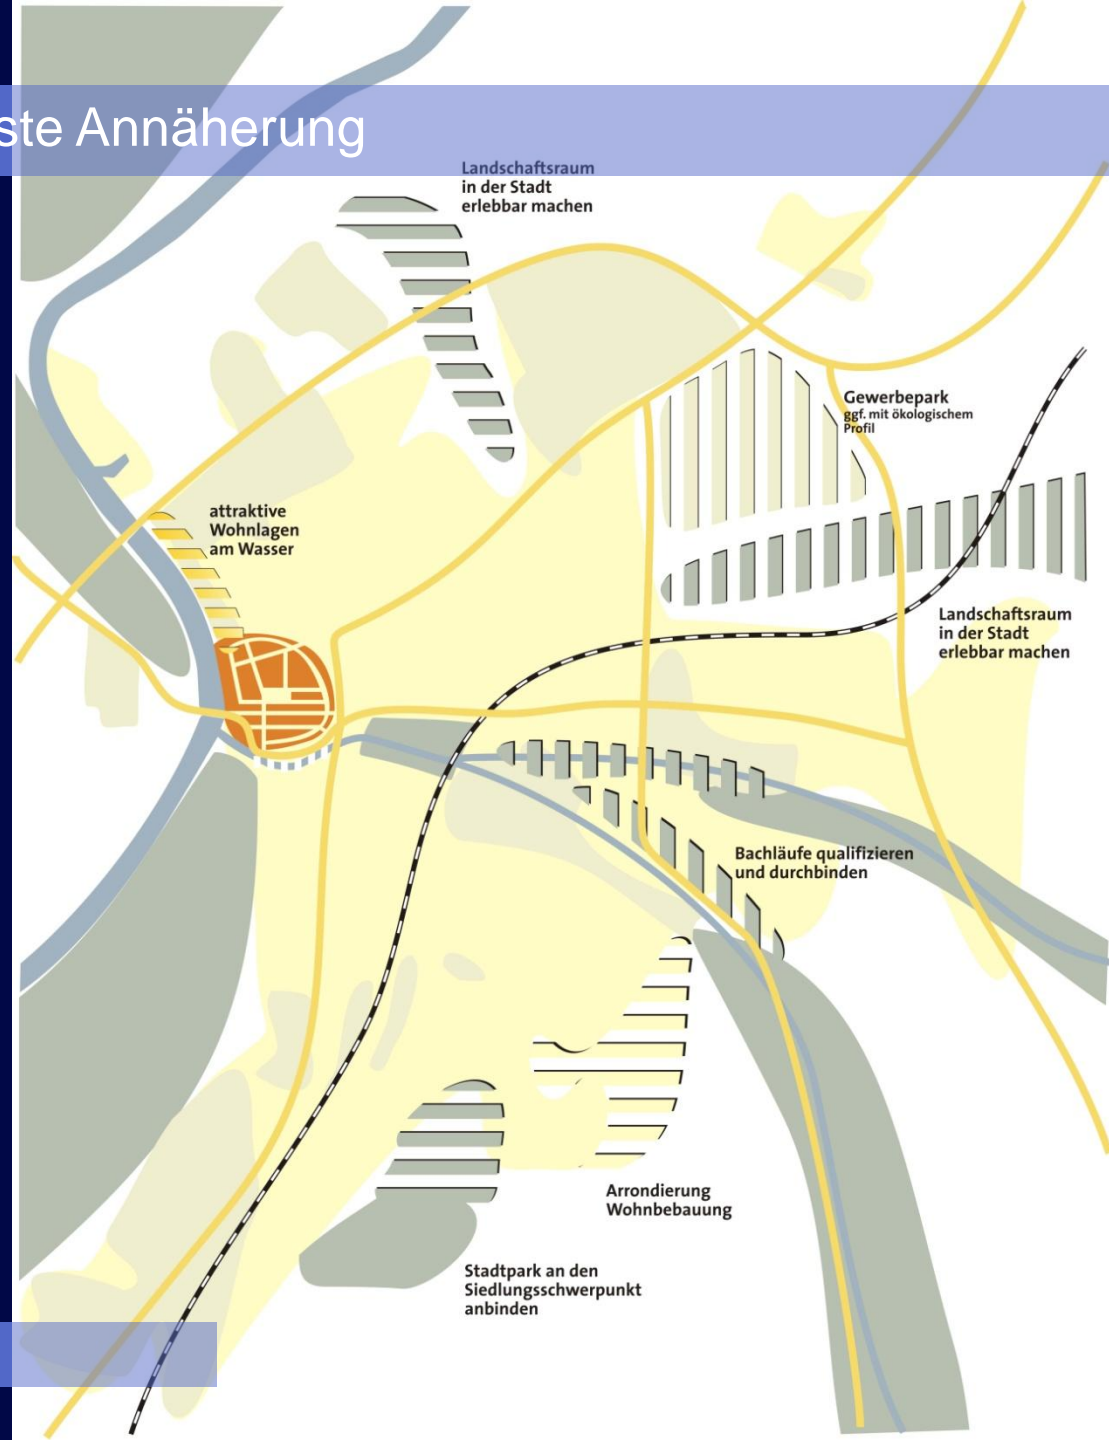 ste Annäherung
Landschaftsraum
in der Stadt
erlebbar machen
Gewerbepark
ggf. mit ökologischem
Profil
attraktive
Wohnlagen
am Wasser
Landschaftsraum
in der Stadt
erlebbar machen
Bachläufe qualifizieren
und durchbinden
Arrondierung
Wohnbebauung
Stadtpark an den
Siedlungsschwerpunkt
anbinden